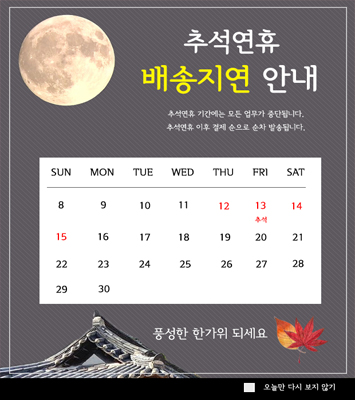 추석연휴
배송지연 안내
추석연휴 기간에는 모든 업무가 중단됩니다.
추석연휴 이후 결제 순으로 순차 발송됩니다.
SUN MON TUE WED THU FRI SAT
8 9 10 11 12 13 14
추석
15 16 17 18 19 20 21
22 23 24 25 26 27 28
29 30
풍성한 한가위 되세요
오늘만 다시 보지 않기